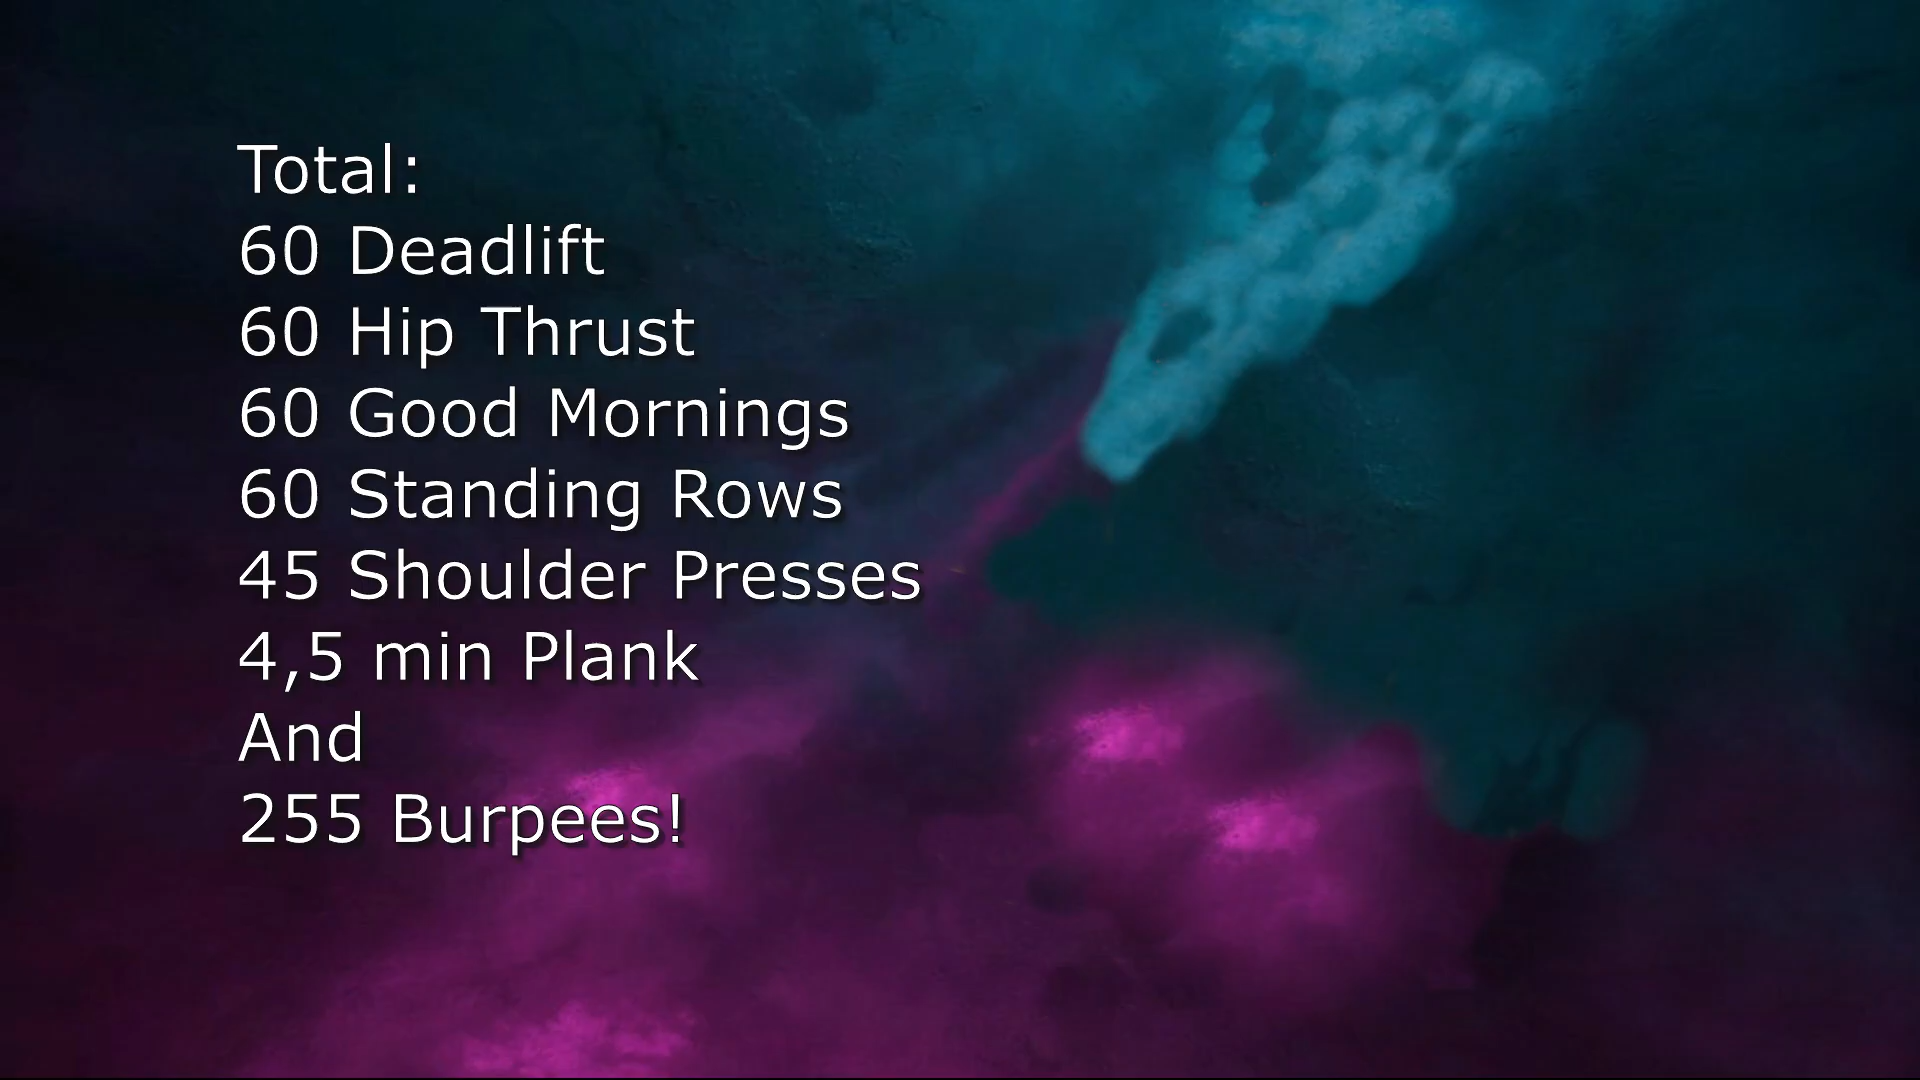 Total:
60 Deadlift
60 Hip Thrust
60 Good Mornings
60 Standing Rows
45 Shoulder Presses
4,5 min Plank
And
255 Burpees!